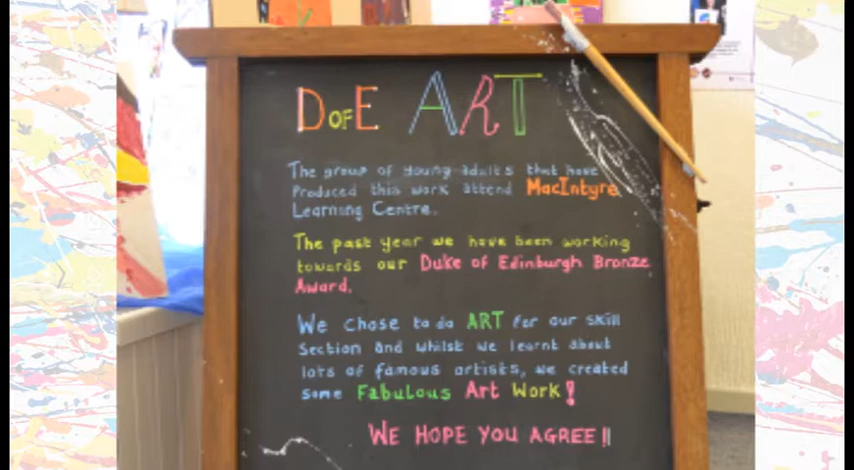 DofE ART
The group of young adults that have
Produced this work attend MacIntyre
Learning Centre.
The past year we have been working
towards our Duke of Edinburgh Bronze
Award.
We chose to do ART for our skill
section and whilst we learnt about
lots of famous artists, we created
some Fabulous Art Work!
WE HOPE YOU AGREE!!